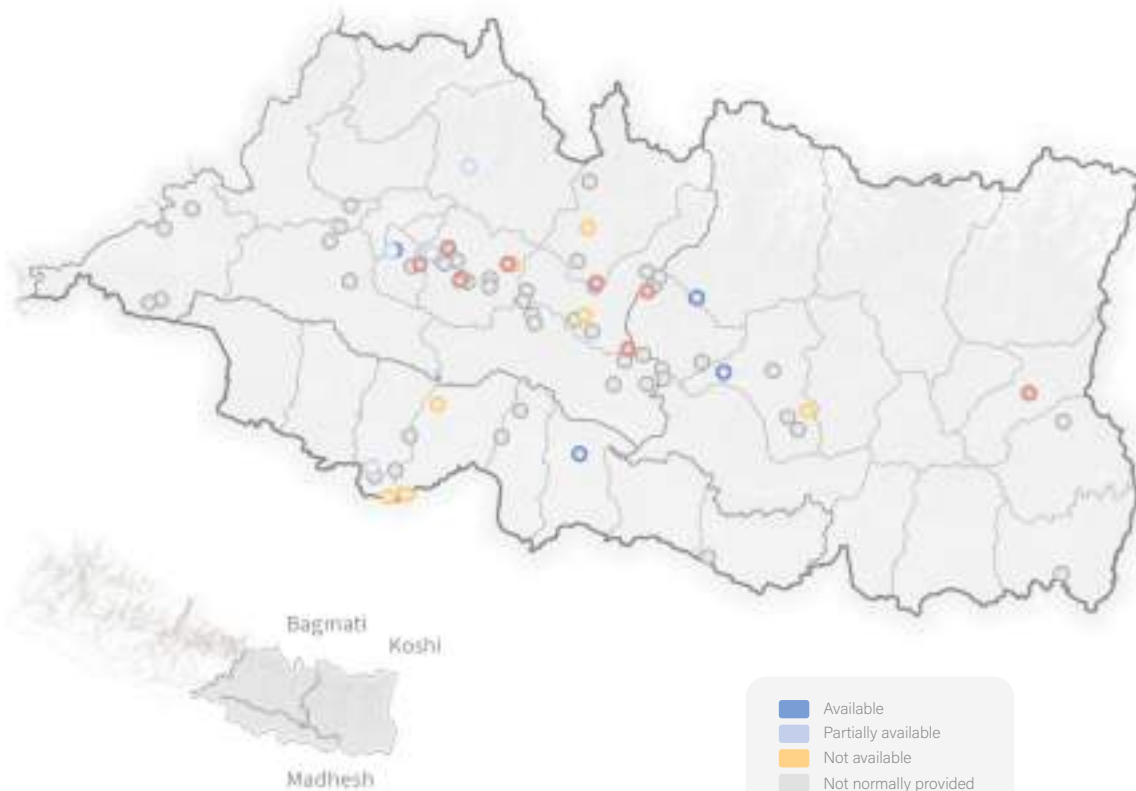 Bagmati
Koshi
Madhesh
Available
Partially available
Not available
Not normally provided